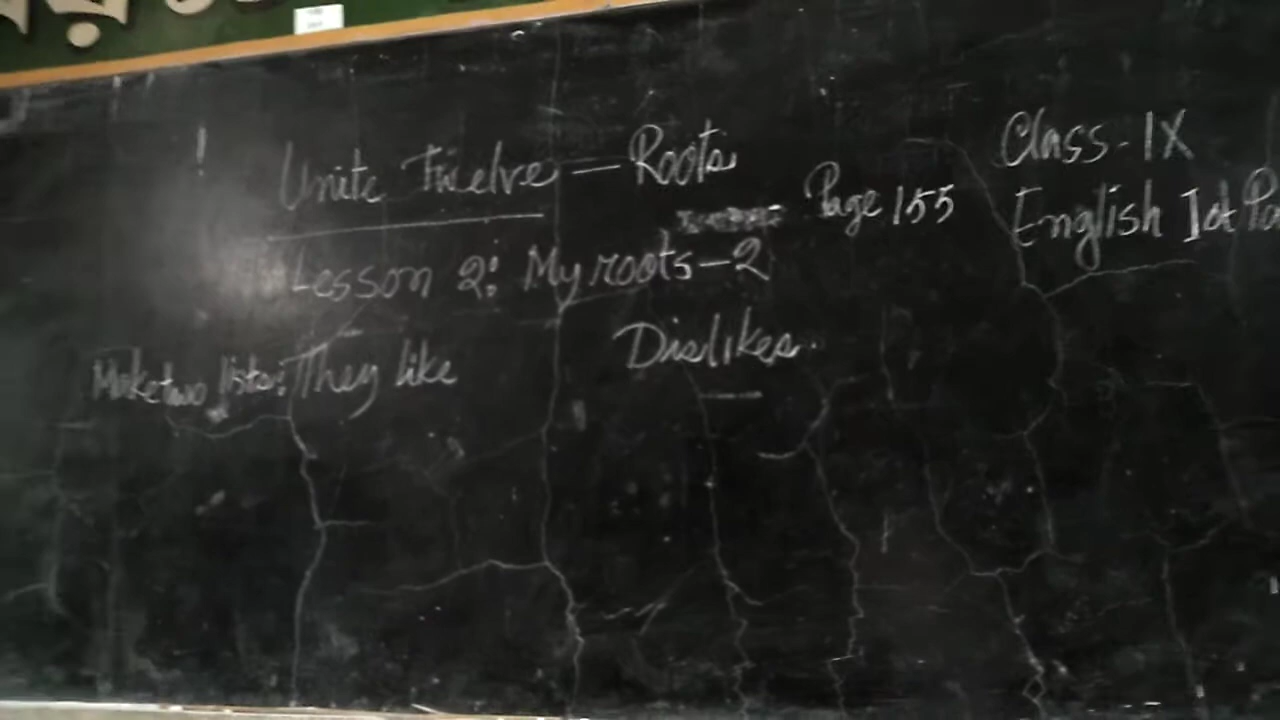 Unite Twelve — Roots
Class - IX
Page 155
English 1st Pa
Lesson 2: My roots-2
Make two lists: They like
Dislikes